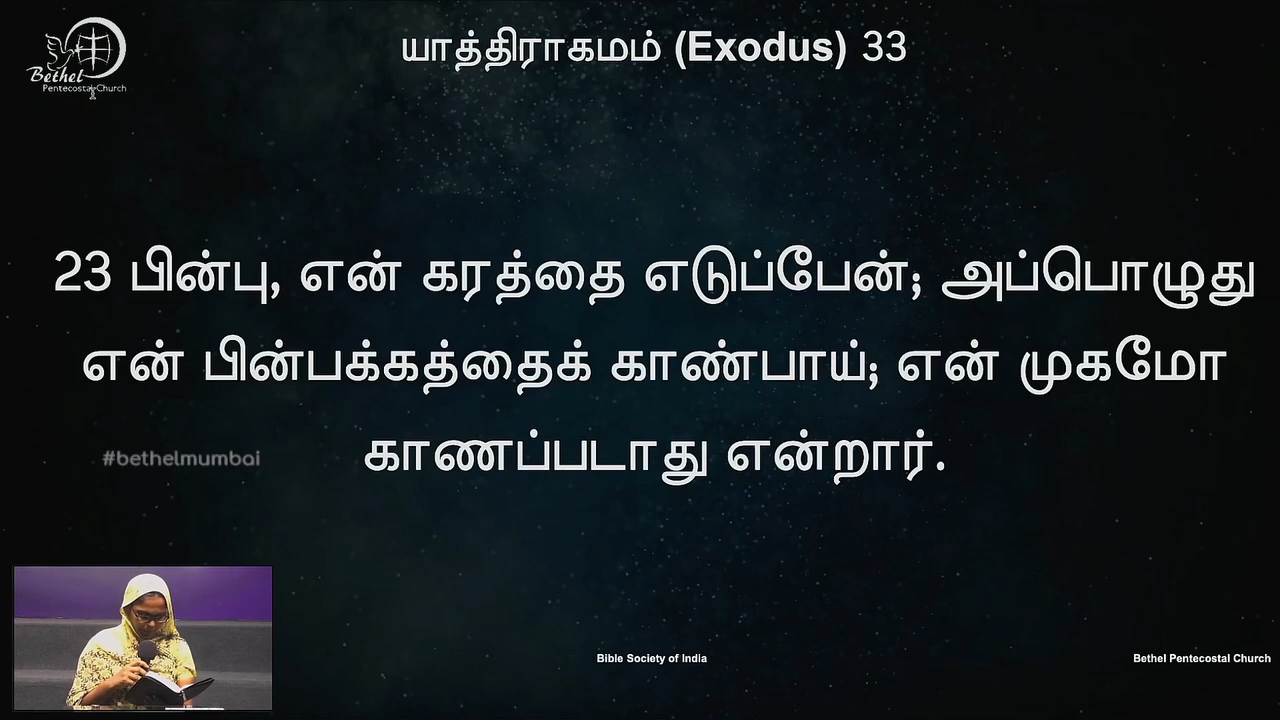 Bethel
Pentecostal Church
யாத்திராகமம் (Exodus) 33
23 பின்பு, என் கரத்தை எடுப்பேன்; அப்பொழுது
என் பின்பக்கத்தைக் காண்பாய்; என் முகமோ
காணப்படாது என்றார்.
#bethelmumbai
Bible Society of India
Bethel Pentecostal Church